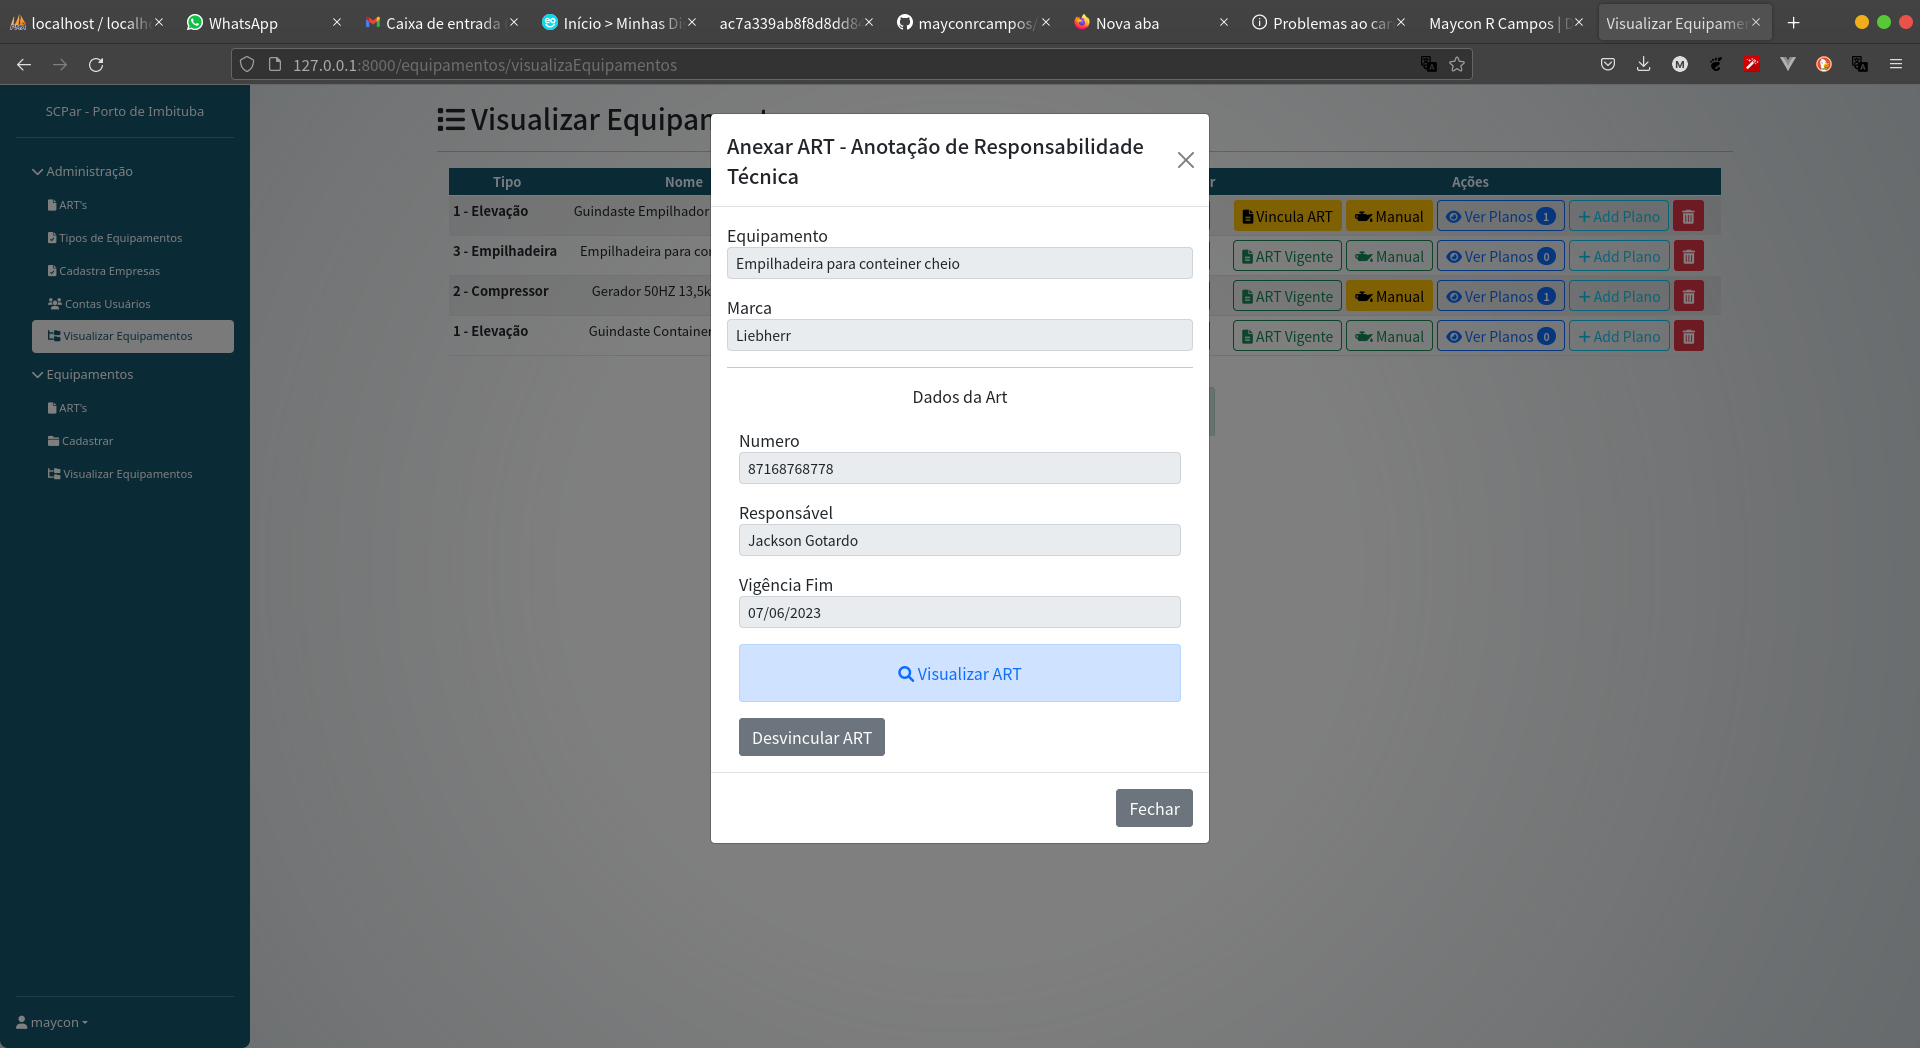 localhost / localh
WhatsApp
Caixa de entrada
Início > Minhas Di
ac7a339ab8f8d8dd8
mayconrcampos/
Nova aba
Problemas ao car
Maycon R Campos | D
Visualizar Equipamen
127.0.0.1:8000/equipamentos/visualizaEquipamentos
SCPar - Porto de Imbituba
Administração
ART's
Tipos de Equipamentos
Cadastra Empresas
Contas Usuários
Visualizar Equipamentos
Equipamentos
ART's
Cadastrar
Visualizar Equipamentos
maycon
Visualizar Equipam
Tipo Nome r Ações
1 - Elevação Guindaste Empilhador Vincula ART Manual Ver Planos 1 + Add Plano
3 - Empilhadeira Empilhadeira para co ART Vigente Manual Ver Planos 0 + Add Plano
2 - Compressor Gerador 50HZ 13,5k ART Vigente Manual Ver Planos 1 + Add Plano
1 - Elevação Guindaste Container ART Vigente Manual Ver Planos 0 + Add Plano
Anexar ART - Anotação de Responsabilidade
Técnica
Equipamento
Empilhadeira para conteiner cheio
Marca
Liebherr
Dados da Art
Numero
87168768778
Responsável
Jackson Gotardo
Vigência Fim
07/06/2023
Visualizar ART
Desvincular ART
Fechar